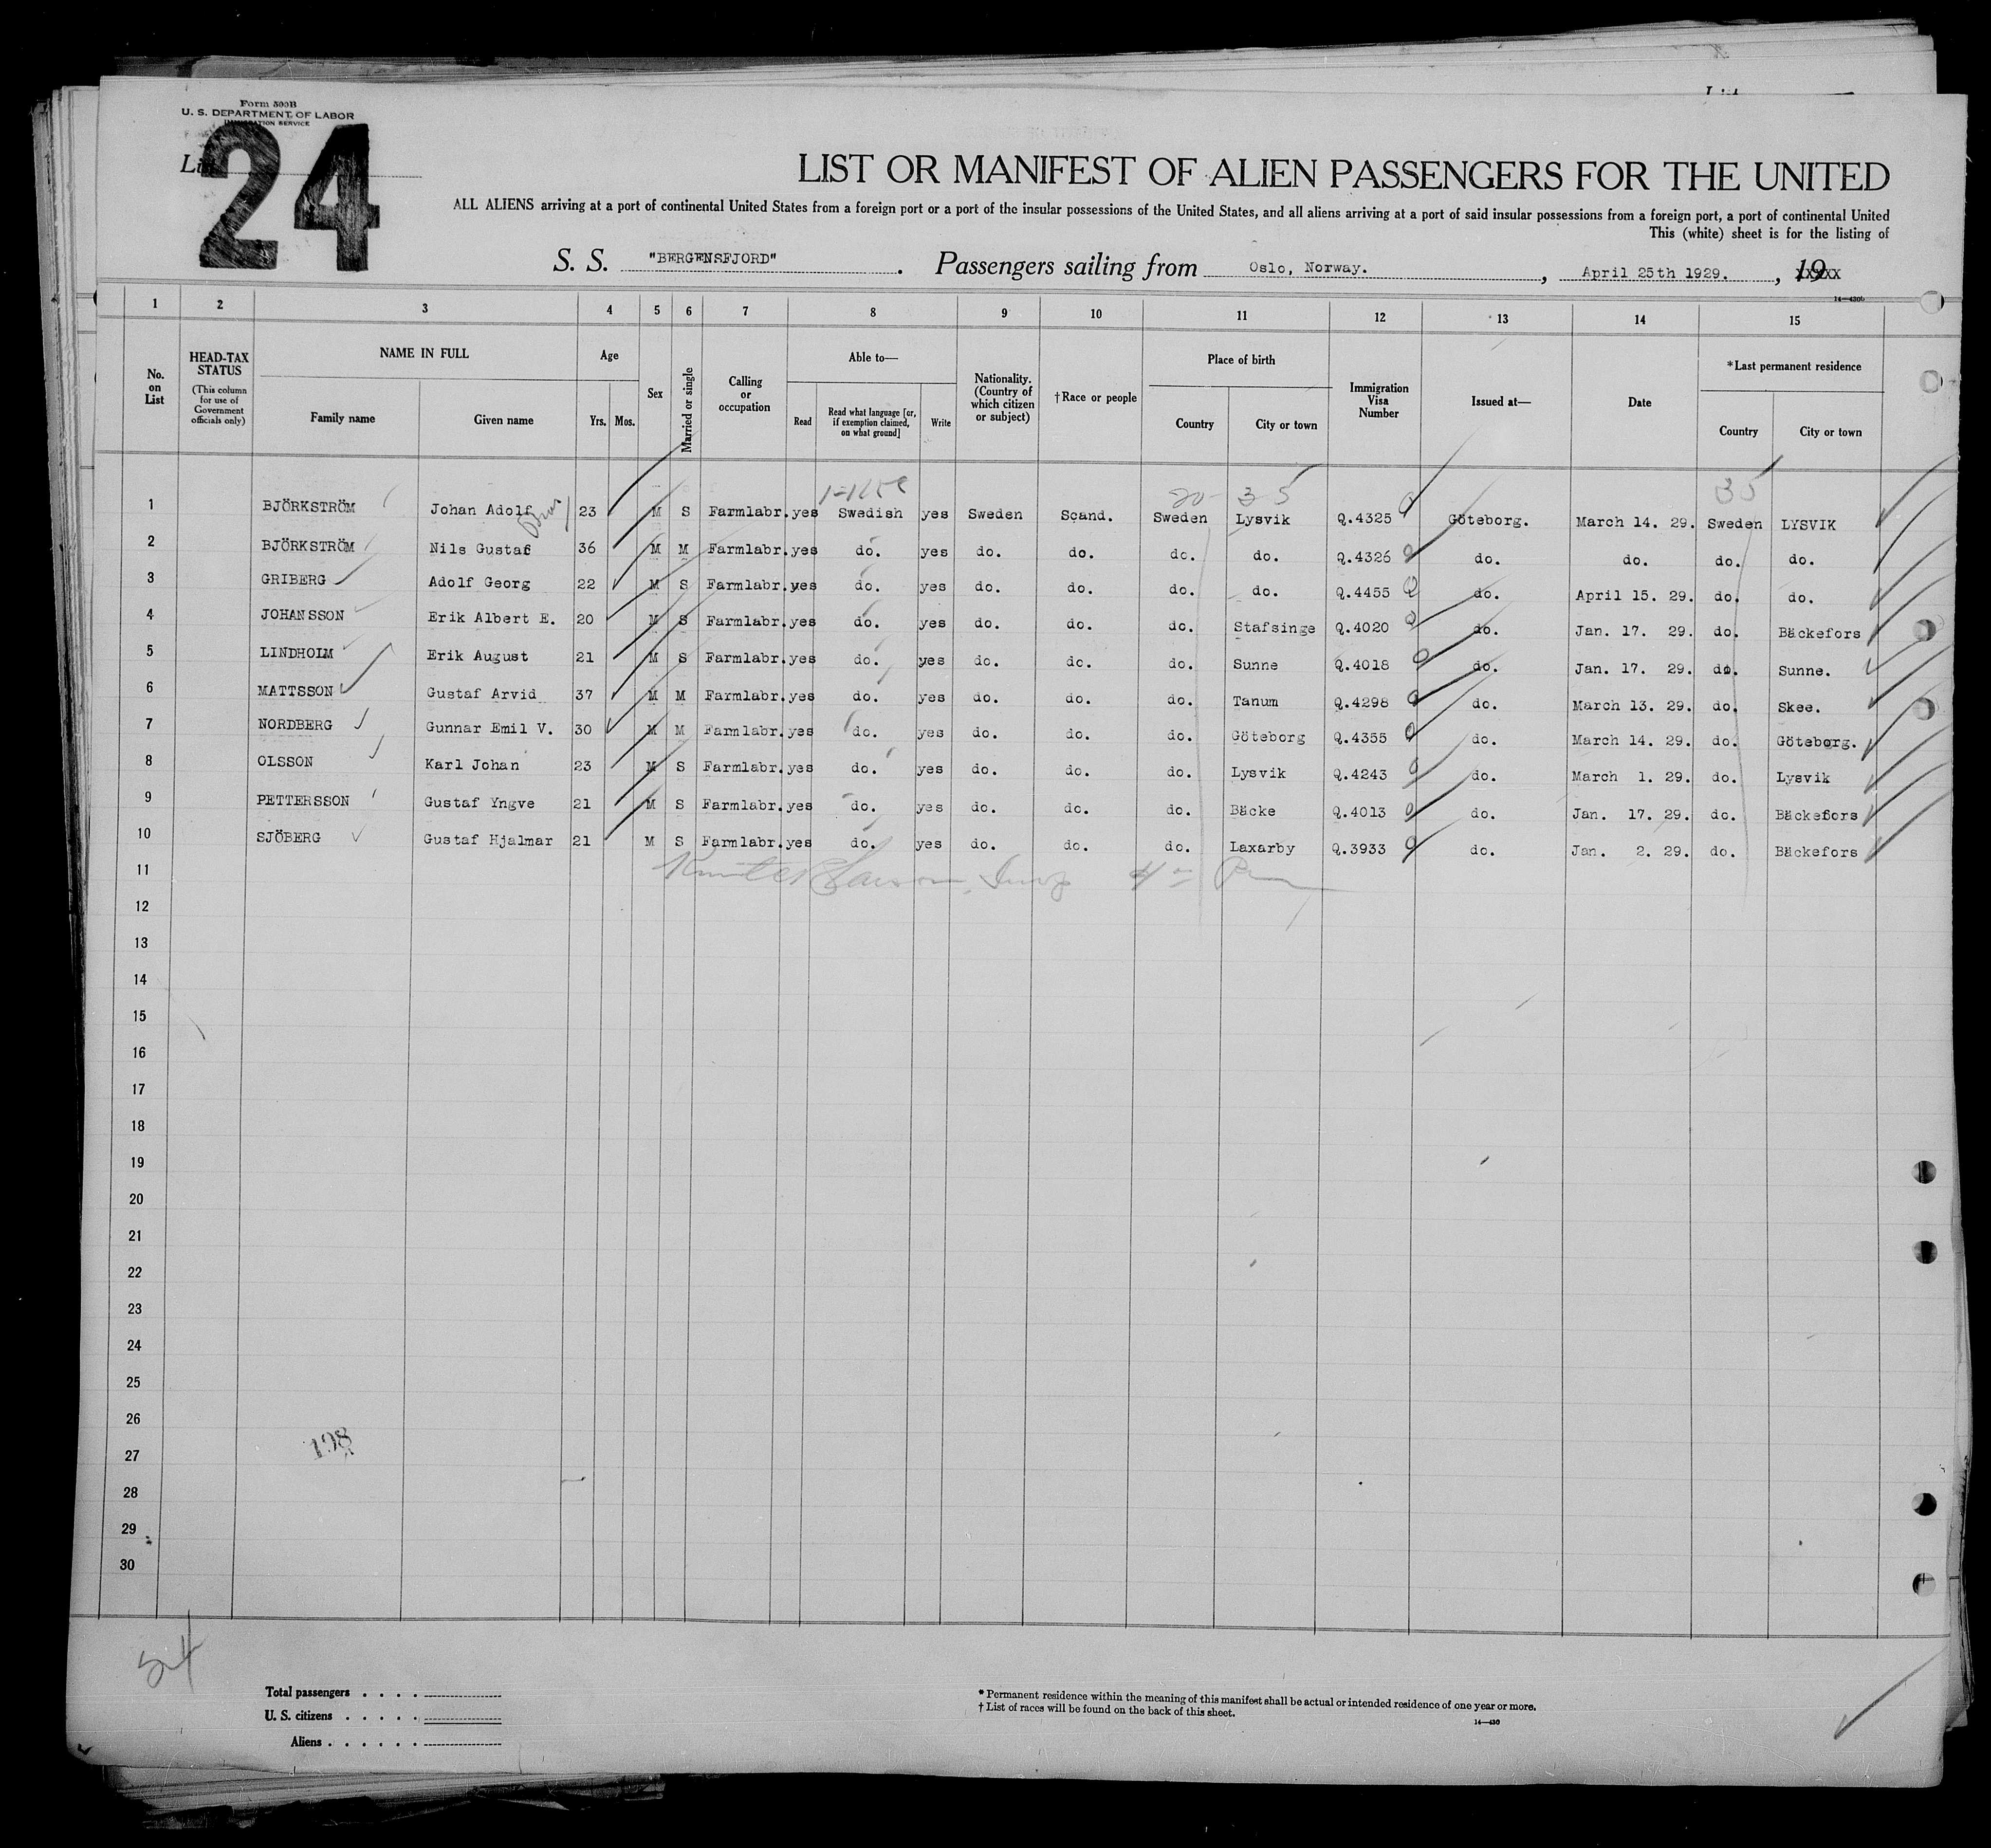 Form 500B
U. S. DEPARTMENT OF LABOR
IMMIGRATION SERVICE
List
24
LIST OR MANIFEST OF ALIEN PASSENGERS FOR THE UNITED
ALL ALIENS arriving at a port of continental United States from a foreign port or a port of the insular possessions of the United States, and all aliens arriving at a port of said insular possessions from a foreign port, a port of continental United
This (white) sheet is for the listing of
S. S. "BERGENSFJORD". Passengers sailing from Oslo, Norway., April 25th 1929., 19xxxxx
14—430b
1 2 3 4 5 6 7 8 9 10 11 12 13 14 15
No. on List
HEAD-TAX STATUS (This column for use of Government officials only)
NAME IN FULL Family name Given name
Age Yrs. Mos.
Sex
Married or single
Calling or occupation
Able to— Read Read what language [or, if exemption claimed, on what ground] Write
Nationality. (Country of which citizen or subject)
†Race or people
Place of birth Country City or town
Immigration Visa Number
Issued at—
Date
*Last permanent residence Country City or town
20 35 35
1 BJÖRKSTRÖM Johan Adolf 23 M S Farmlabr. yes Swedish yes Sweden Scand. Sweden Lysvik Q.4325 Göteborg. March 14. 29. Sweden LYSVIK
2 BJÖRKSTRÖM Nils Gustaf 36 M M Farmlabr. yes do. yes do. do. do. do. Q.4326 do. do. do. do.
3 GRIBERG Adolf Georg 22 M S Farmlabr. yes do. yes do. do. do. do. Q.4455 do. April 15. 29. do. do.
4 JOHANSSON Erik Albert E. 20 M S Farmlabr. yes do. yes do. do. do. Stafsinge Q.4020 do. Jan. 17. 29. do. Bäckefors
5 LINDHOLM Erik August 21 M S Farmlabr. yes do. yes do. do. do. Sunne Q.4018 do. Jan. 17. 29. do. Sunne.
6 MATTSSON Gustaf Arvid 37 M M Farmlabr. yes do. yes do. do. do. Tanum Q.4298 do. March 13. 29. do. Skee.
7 NORDBERG Gunnar Emil V. 30 M M Farmlabr. yes do. yes do. do. do. Göteborg Q.4355 do. March 14. 29. do. Göteborg.
8 OLSSON Karl Johan 23 M S Farmlabr. yes do. yes do. do. do. Lysvik Q.4243 do. March 1. 29. do. Lysvik
9 PETTERSSON Gustaf Yngve 21 M S Farmlabr. yes do. yes do. do. do. Bäcke Q.4013 do. Jan. 17. 29. do. Bäckefors
10 SJÖBERG Gustaf Hjalmar 21 M S Farmlabr. yes do. yes do. do. do. Laxarby Q.3933 do. Jan. 2. 29. do. Bäckefors
11
12
13
14
15
16
17
18
19
20
21
22
23
24
25
26
27
28
29
30
198
Total passengers . . . .
U. S. citizens . . . . .
Aliens . . . . . .
* Permanent residence within the meaning of this manifest shall be actual or intended residence of one year or more.
† List of races will be found on the back of this sheet.
14—430